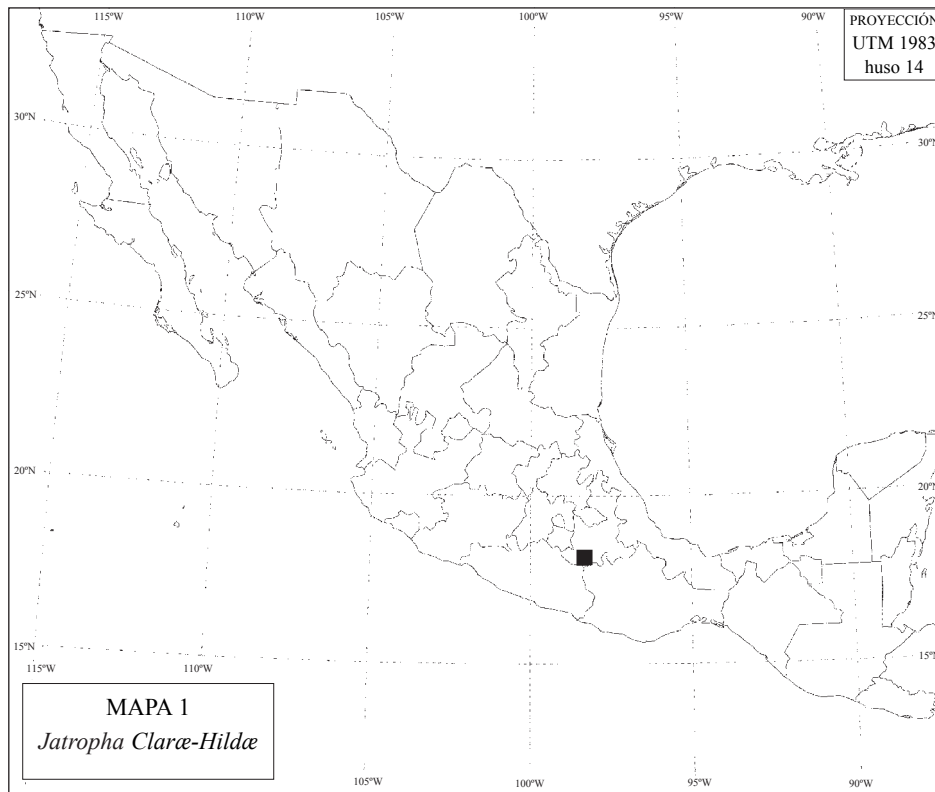 115ºW
110ºW
105ºW
100ºW
95ºW
90ºW
PROYECCIÓN
UTM 1983
huso 14
30ºN
30ºN
25ºN
25ºN
20ºN
20ºN
15ºN
15ºN
115ºW
110ºW
105ºW
100ºW
95ºW
90ºW
MAPA 1
Jatropha Claræ-Hildæ